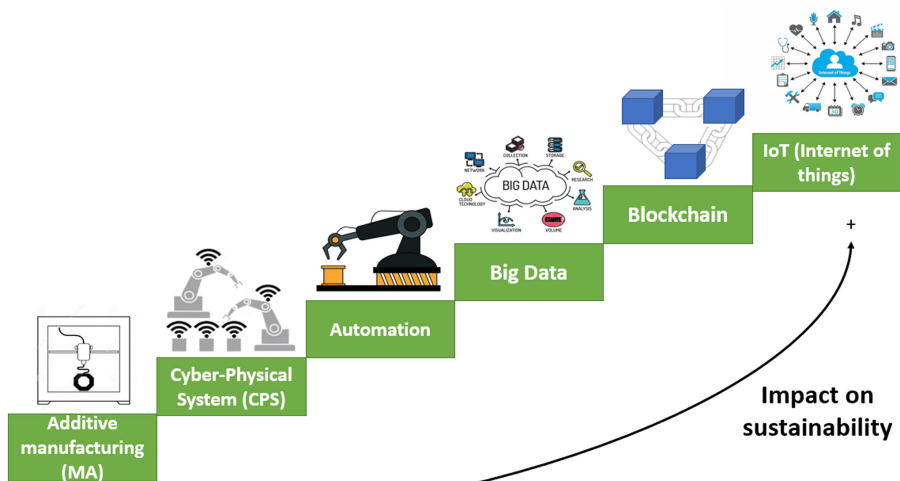 Internet of Things
IoT (Internet of
things)
+
Blockchain
COLLECTION
STORAGE
NETWORK
RESEARCH
BIG DATA
CLOUD
TECHNOLOGY
ANALYSIS
VISUALIZATION
VOLUME
Big Data
Automation
Cyber-Physical
System (CPS)
Additive
manufacturing
(MA)
Impact on
sustainability